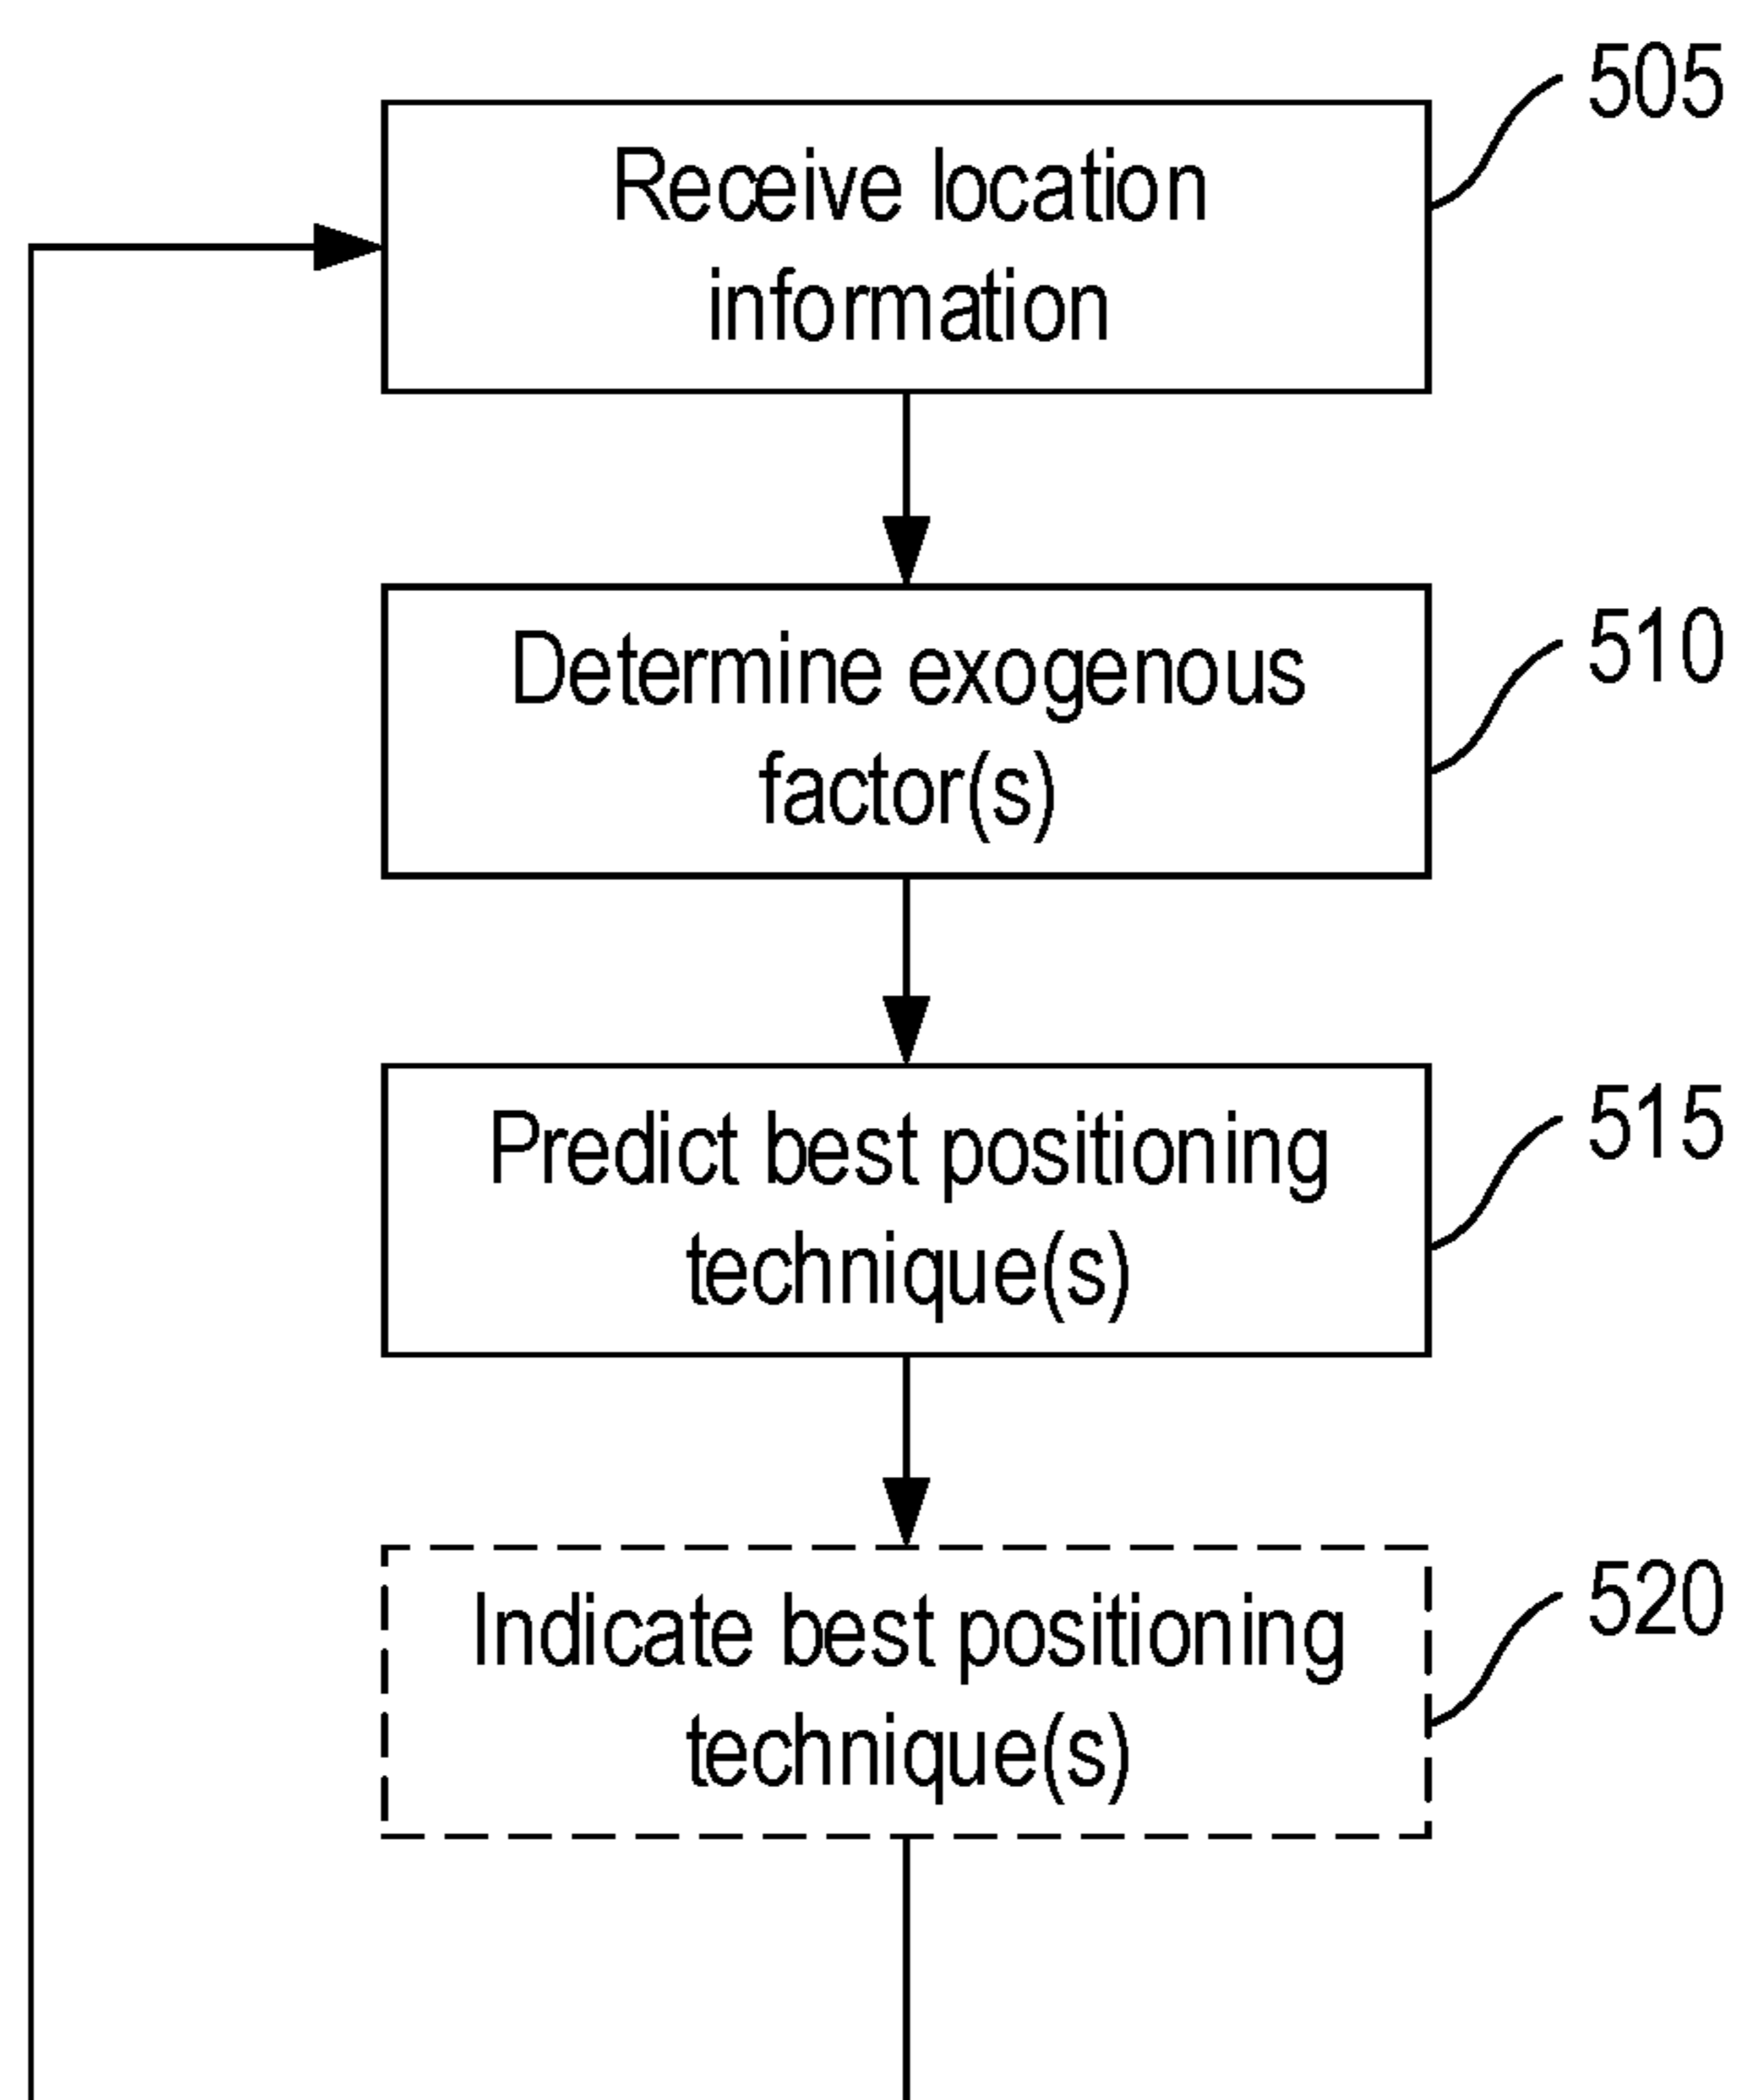 505
Receive location
information
510
Determine exogenous
factor(s)
515
Predict best positioning
technique(s)
520
Indicate best positioning
technique(s)